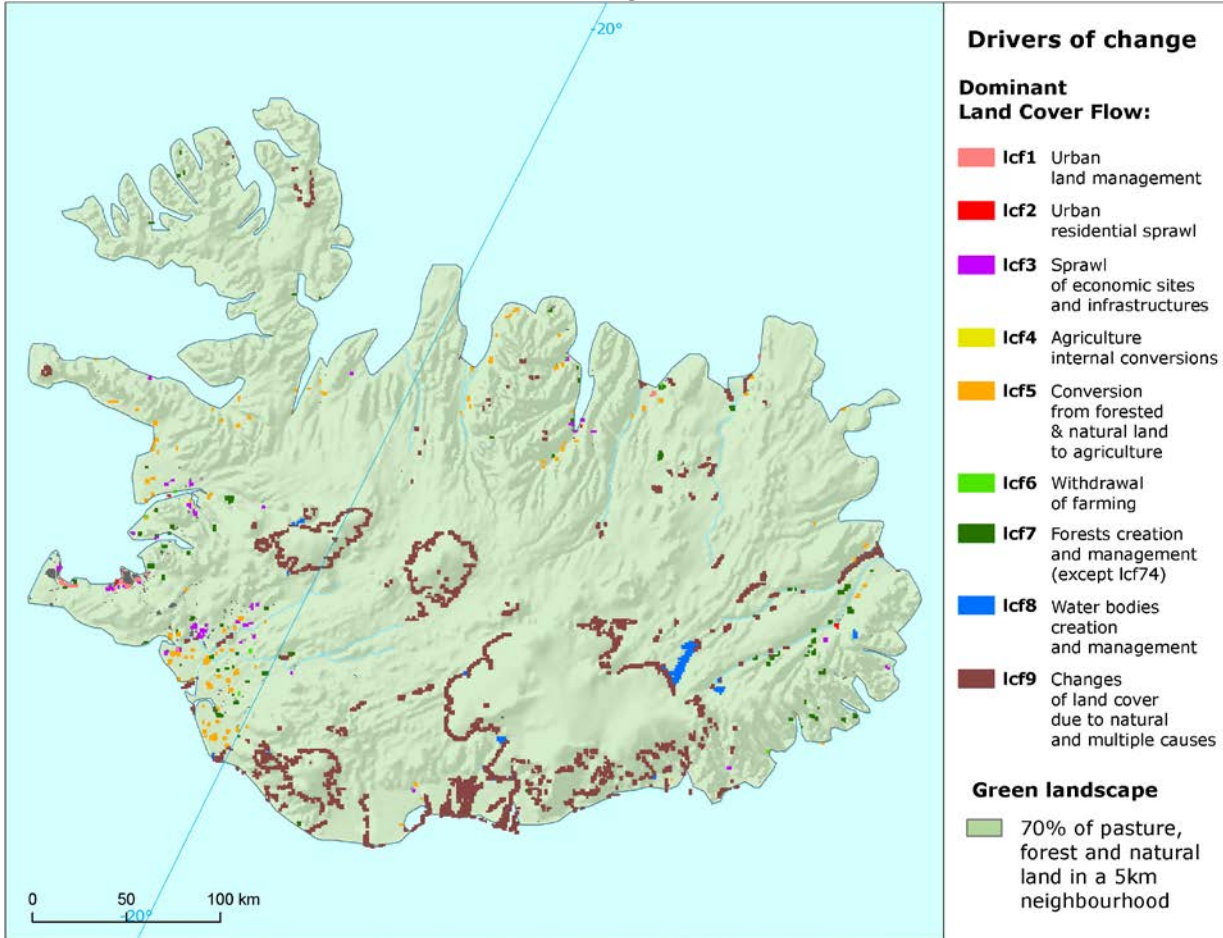 -20°
Drivers of change
Dominant
Land Cover Flow:
lcf1 Urban
land management
lcf2 Urban
residential sprawl
lcf3 Sprawl
of economic sites
and infrastructures
lcf4 Agriculture
internal conversions
lcf5 Conversion
from forested
& natural land
to agriculture
lcf6 Withdrawal
of farming
lcf7 Forests creation
and management
(except lcf74)
lcf8 Water bodies
creation
and management
lcf9 Changes
of land cover
due to natural
and multiple causes
Green landscape
70% of pasture,
forest and natural
land in a 5km
neighbourhood
0 50 100 km
-20°